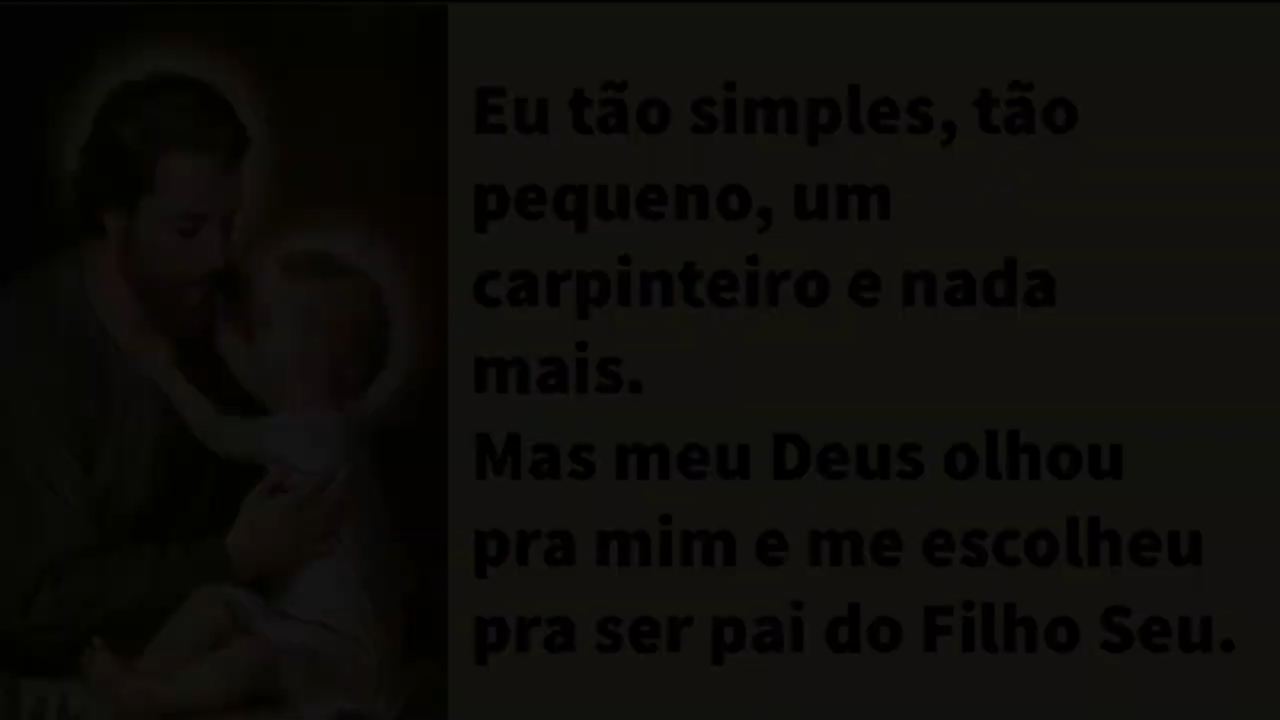 Eu tão simples, tão
pequeno, um
carpinteiro e nada
mais.
Mas meu Deus olhou
pra mim e me escolheu
pra ser pai do Filho Seu.